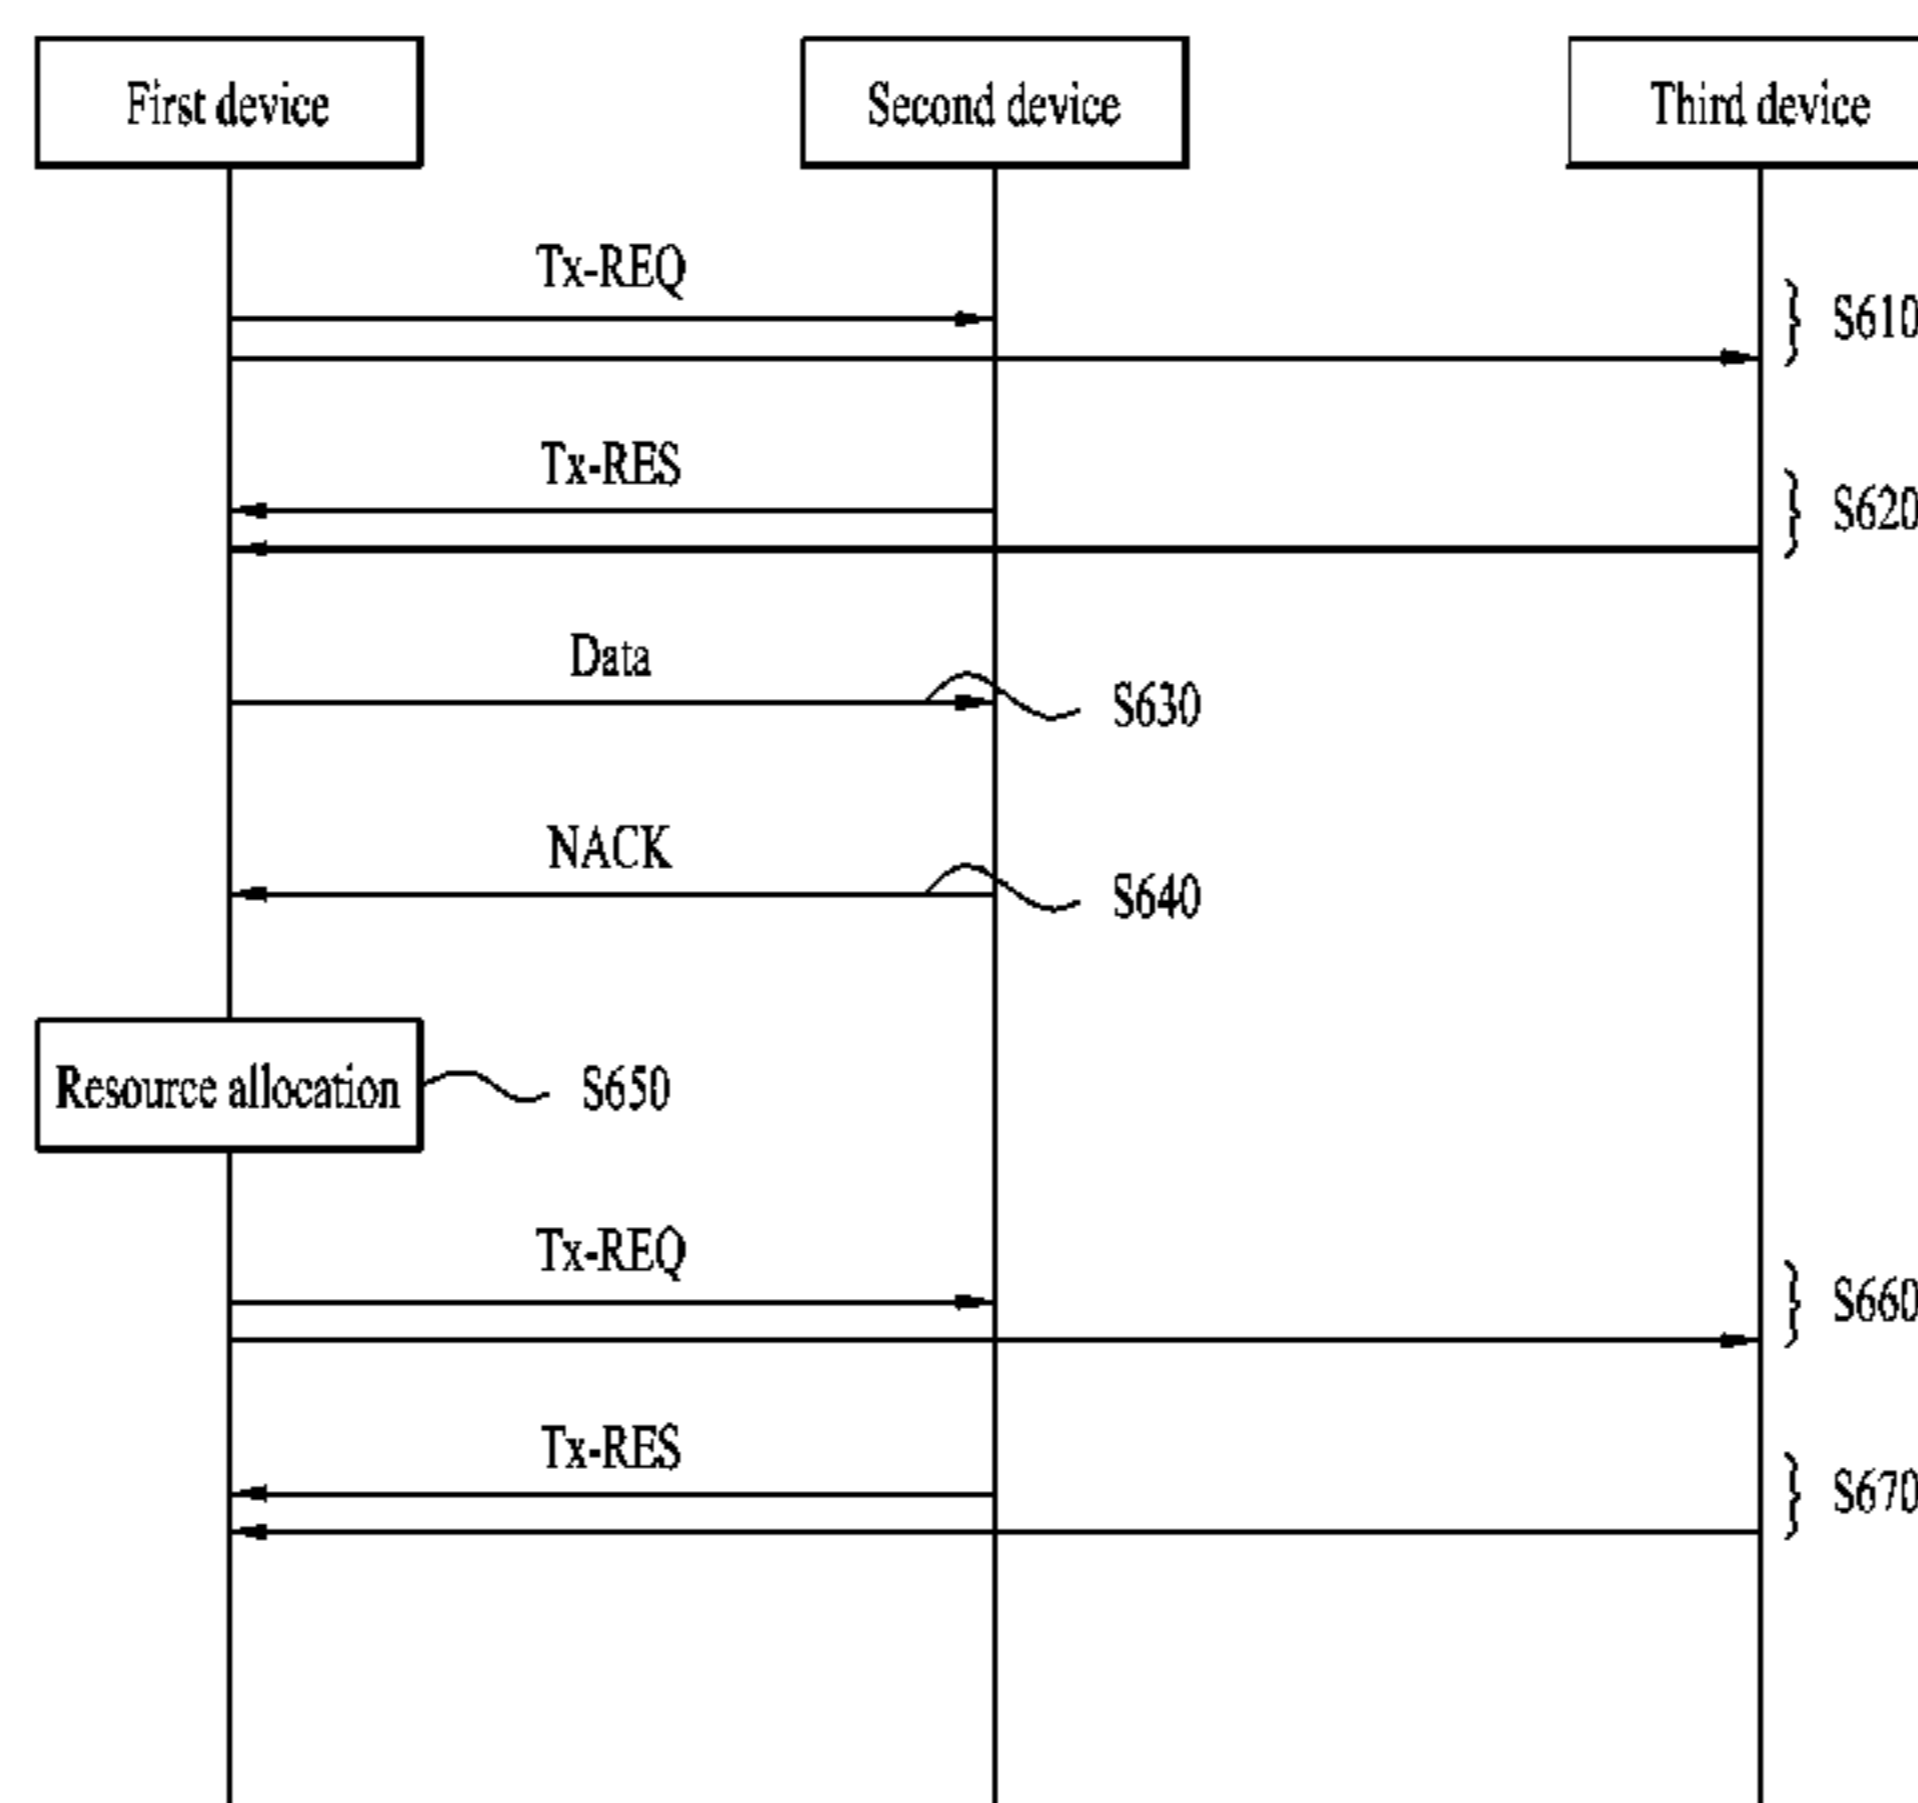 First device
Second device
Third device
Tx-REQ
S610
Tx-RES
S620
Data
S630
NACK
S640
Resource allocation
S650
Tx-REQ
S660
Tx-RES
S670